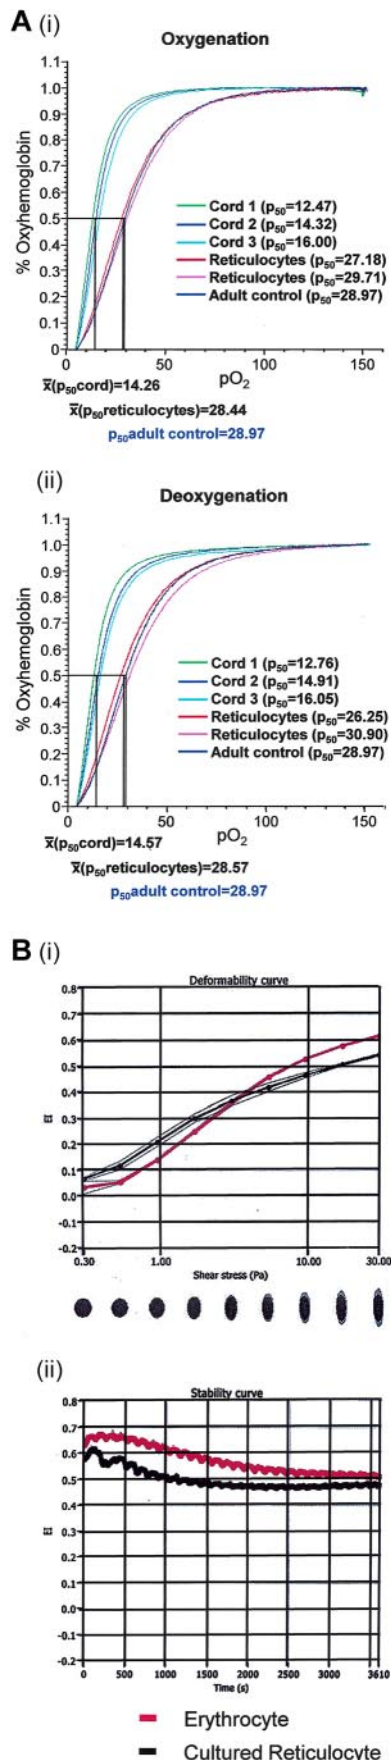 A (i)
Oxygenation
1.1
1.0
0.9
0.8
0.7
0.6
0.5
0.4
0.3
0.2
0.1
0
% Oxyhemoglobin
Cord 1 (p50=12.47)
Cord 2 (p50=14.32)
Cord 3 (p50=16.00)
Reticulocytes (p50=27.18)
Reticulocytes (p50=29.71)
Adult control (p50=28.97)
0 50 100 150
pO2
x̄(p50cord)=14.26
x̄(p50reticulocytes)=28.44
p50adult control=28.97
(ii)
Deoxygenation
1.1
1.0
0.9
0.8
0.7
0.6
0.5
0.4
0.3
0.2
0.1
0
% Oxyhemoglobin
Cord 1 (p50=12.76)
Cord 2 (p50=14.91)
Cord 3 (p50=16.05)
Reticulocytes (p50=26.25)
Reticulocytes (p50=30.90)
Adult control (p50=28.97)
0 50 100 150
pO2
x̄(p50cord)=14.57
x̄(p50reticulocytes)=28.57
p50adult control=28.97
B (i)
Deformability curve
0.8
0.7
0.6
0.5
0.4
0.3
0.2
0.1
0.0
-0.1
-0.2
EI
0.30 1.00 10.00 30.00
Shear stress (Pa)
(ii)
Stability curve
0.8
0.7
0.6
0.5
0.4
0.3
0.2
0.1
0.0
-0.1
-0.2
EI
0 500 1000 1500 2000 2500 3000 3610
Time (s)
Erythrocyte
Cultured Reticulocyte